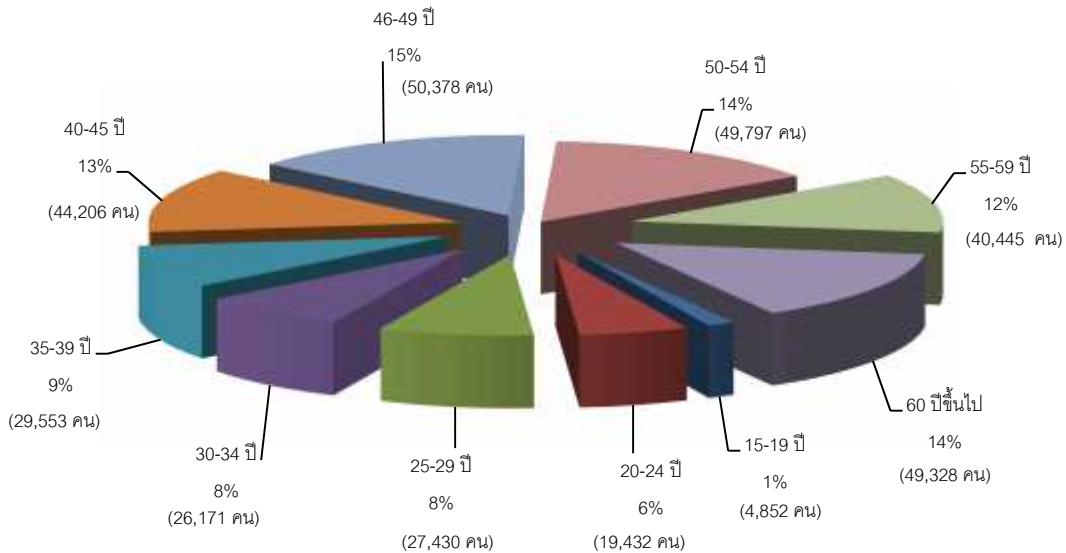 46-49 ปี
15%
(50,378 คน)
50-54 ปี
14%
(49,797 คน)
40-45 ปี
13%
(44,206 คน)
55-59 ปี
12%
(40,445 คน)
35-39 ปี
9%
(29,553 คน)
60 ปีขึ้นไป
14%
(49,328 คน)
30-34 ปี
8%
(26,171 คน)
25-29 ปี
8%
(27,430 คน)
20-24 ปี
6%
(19,432 คน)
15-19 ปี
1%
(4,852 คน)